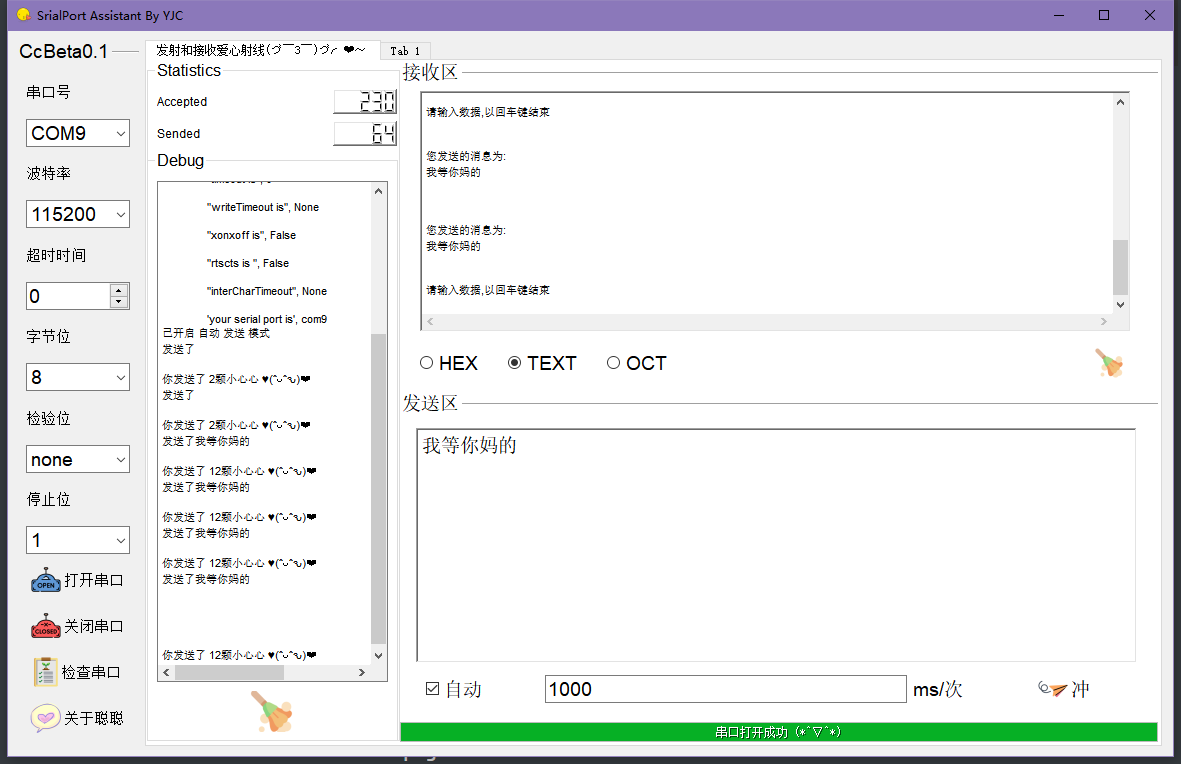 SrialPort Assistant By YJC
CcBeta0.1
串口号
COM9
波特率
115200
超时时间
0
字节位
8
检验位
none
停止位
1
OPEN 打开串口
CLOSED 关闭串口
检查串口
关于聪聪
发射和接收爱心射线(づ￣3￣)づ╭❤～
Tab 1
Statistics
Accepted 230
Sended 64
Debug
"writeTimeout is", None
"xonxoff is", False
"rtscts is ", False
"interCharTimeout", None
'your serial port is', com9
已开启 自动 发送 模式
发送了
你发送了 2颗小心心 ♥(ˆ◡ˆԅ)❤
发送了
你发送了 2颗小心心 ♥(ˆ◡ˆԅ)❤
发送了我等你妈的
你发送了 12颗小心心 ♥(ˆ◡ˆԅ)❤
发送了我等你妈的
你发送了 12颗小心心 ♥(ˆ◡ˆԅ)❤
发送了我等你妈的
你发送了 12颗小心心 ♥(ˆ◡ˆԅ)❤
发送了我等你妈的
你发送了 12颗小心心 ♥(ˆ◡ˆԅ)❤
接收区
请输入数据,以回车键结束
您发送的消息为:
我等你妈的
您发送的消息为:
我等你妈的
请输入数据,以回车键结束
HEX TEXT OCT
发送区
我等你妈的
自动 1000 ms/次 冲
串口打开成功 (*ˆ▽ˆ*)